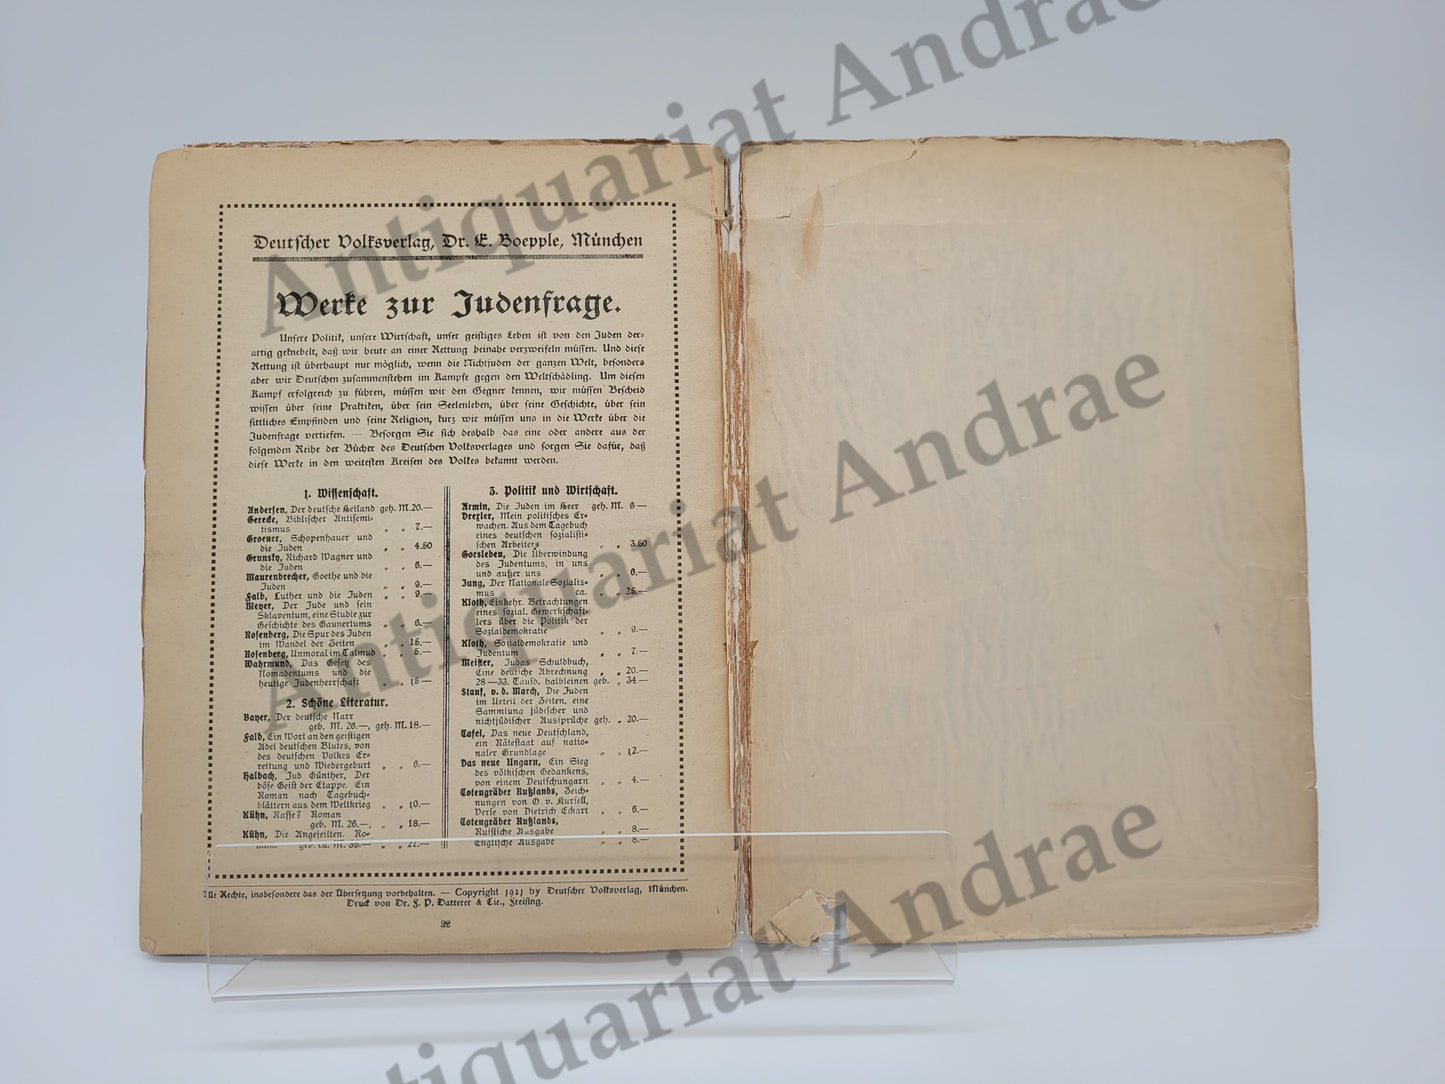 Deutscher Volksverlag, Dr. E. Boepple, München
Werke zur Judenfrage.
Unsere Politik, unsere Wirtschaft, unser geistiges Leben ist von den Juden der-
artig geknebelt, daß wir heute an einer Rettung beinahe verzweifeln müssen. Und diese
Rettung ist überhaupt nur möglich, wenn die Nichtjuden der ganzen Welt, besonders
aber wir Deutschen zusammenstehen im Kampfe gegen den Weltschädling. Um diesen
Kampf erfolgreich zu führen, müssen wir den Gegner kennen, wir müssen Bescheid
wissen über seine Praktiken, über sein Seelenleben, über seine Geschichte, über sein
sittliches Empfinden und seine Religion, kurz wir müssen uns in die Werke über die
Judenfrage vertiefen. — Besorgen Sie sich deshalb das eine oder andere aus der
folgenden Reihe der Bücher des Deutschen Volksverlages und sorgen Sie dafür, daß
diese Werke in den weitesten Kreisen des Volkes bekannt werden.
1. Wissenschaft.
Andersen, Der deutsche Heiland geh. M. 20.—
Gerecke, Biblischer Antisemi-
tismus „ „ 7.—
Groener, Schopenhauer und
die Juden „ „ 4.50
Grunsky, Richard Wagner und
die Juden „ „ 6.—
Maurenbrecher, Goethe und die
Juden „ „ 9.—
Falb, Luther und die Juden „ „ 9.—
Meyer, Der Jude und sein
Sklaventum, eine Studie zur
Geschichte des Gaunertums „ „ 6.—
Rosenberg, Die Spur des Juden
im Wandel der Zeiten „ „ 15.—
Rosenberg, Unmoral im Talmud „ „ 5.—
Wahrmund, Das Gesetz des
Nomadentums und die
heutige Judenherrschaft „ „ 15—
2. Schöne Literatur.
Bayer, Der deutsche Narr
geb. M. 26.—, geh. M. 18.—
Falb, Ein Wort an den geistigen
Adel deutschen Blutes, von
des deutschen Volkes Er-
rettung und Wiedergeburt „ „ 6.—
Halbach, Jud Günther, Der
böse Geist der Etappe. Ein
Roman nach Tagebuch-
blättern aus dem Weltkrieg „ „ 10.—
Kühn, Rasse? Roman
geb. M. 26.—, „ „ 18.—
Kühn, Die Angeseilten. Ro-
3. Politik und Wirtschaft.
Armin, Die Juden im Heer geh. M. 6—
Drexler, Mein politisches Er-
wachen. Aus dem Tagebuch
eines deutschen sozialisti-
schen Arbeiters „ „ 3.50
Gorsleben, Die Überwindung
des Judentums, in uns
und außer uns „ „ 6.—
Jung, Der Nationale Sozialis-
mus ca. „ „ 25.—
Kloth, Einkehr. Betrachtungen
eines sozial. Gewerkschaft-
lers über die Politik der
Sozialdemokratie „ „ 9.—
Kloth, Sozialdemokratie und
Judentum „ „ 7.—
Meister, Judas Schuldbuch,
Eine deutsche Abrechnung „ „ 20.—
28.—33. Tausd. halbleinen geb. „ 34—
Stauf, v. d. March, Die Juden
im Urteil der Zeiten, eine
Sammlung jüdischer und
nichtjüdischer Aussprüche geh. „ 20.—
Tafel, Das neue Deutschland,
ein Rätestaat auf natio-
naler Grundlage „ „ 12.—
Das neue Ungarn, Ein Sieg
des völkischen Gedankens,
von einem Deutschungarn „ „ 4.—
Totengräber Rußlands, Zeich-
nungen von O. v. Kursell,
Verse von Dietrich Eckart „ „ 6.—
Totengräber Rußlands,
Russische Ausgabe „ „ 8.—
Englische Ausgabe „ „ 8.—
Alle Rechte, insbesondere das der Übersetzung vorbehalten. — Copyright 1921 by Deutscher Volksverlag, München.
Druck von Dr. F. P. Datterer & Cie., Freising.
32
Antiquariat Andrae
Antiquariat Andrae
Antiquariat Andrae